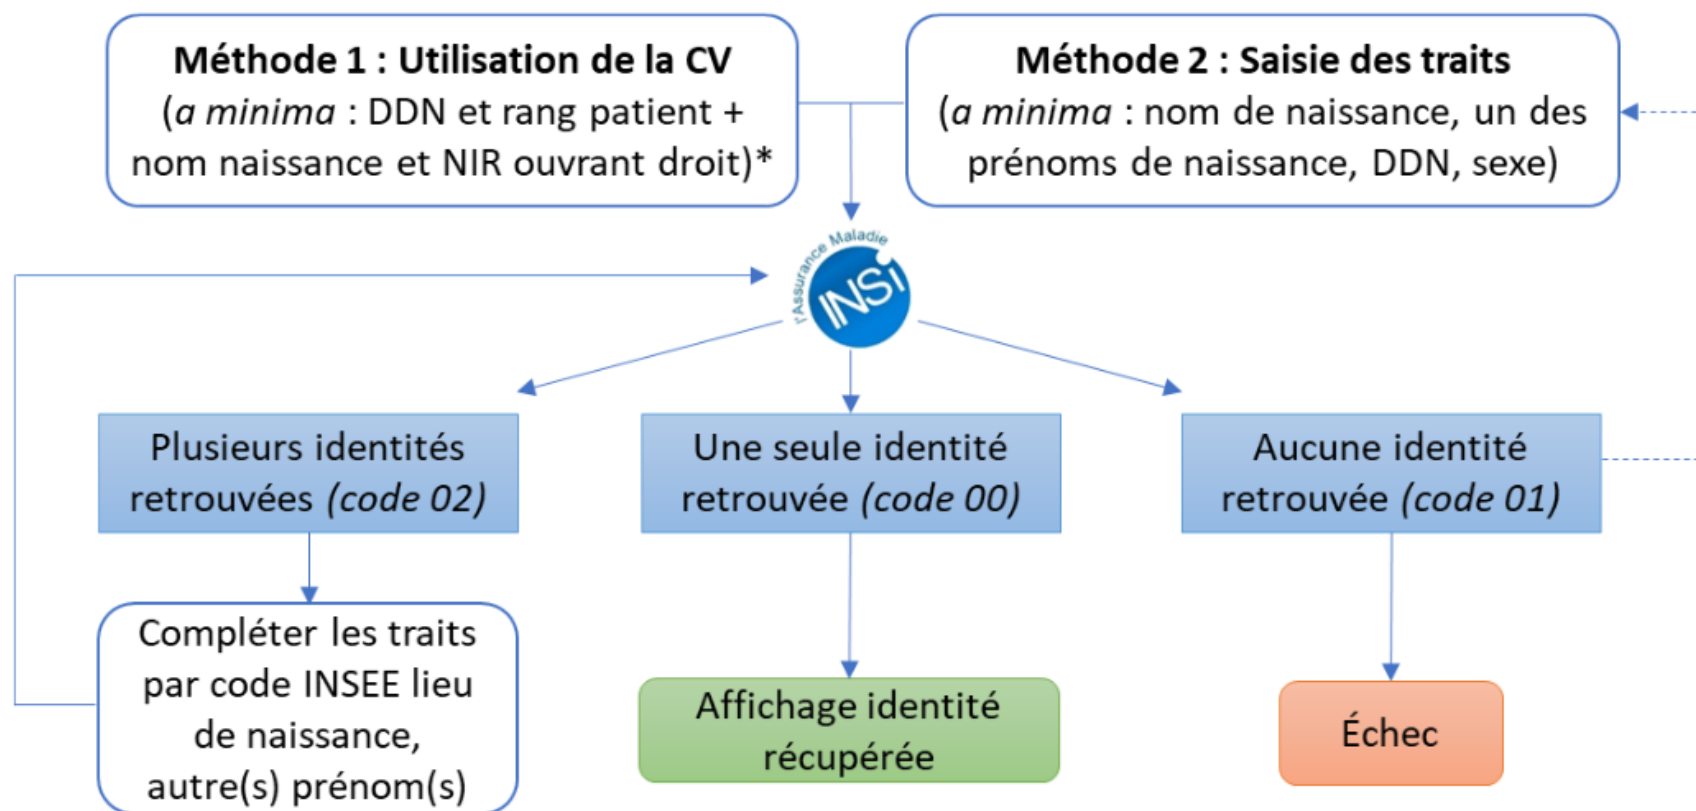 Méthode 1 : Utilisation de la CV
(a minima : DDN et rang patient +
nom naissance et NIR ouvrant droit)*
Méthode 2 : Saisie des traits
(a minima : nom de naissance, un des
prénoms de naissance, DDN, sexe)
l'Assurance Maladie
INSi
Plusieurs identités
retrouvées (code 02)
Une seule identité
retrouvée (code 00)
Aucune identité
retrouvée (code 01)
Compléter les traits
par code INSEE lieu
de naissance,
autre(s) prénom(s)
Affichage identité
récupérée
Échec